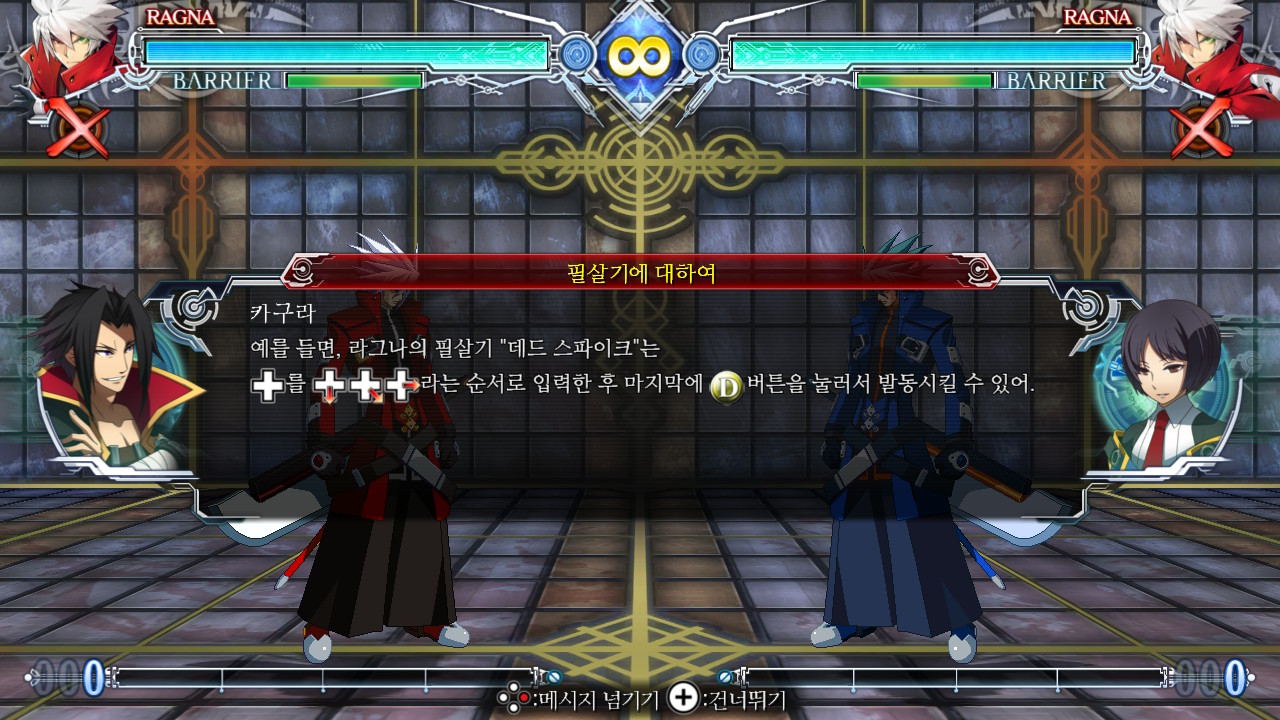 RAGNA
RAGNA
BARRIER
BARRIER
필살기에 대하여
카구라
예를 들면, 라그나의 필살기 "데드 스파이크"는
를 라는 순서로 입력한 후 마지막에 D 버튼을 눌러서 발동시킬 수 있어.
000
000
:메시지 넘기기 :건너뛰기